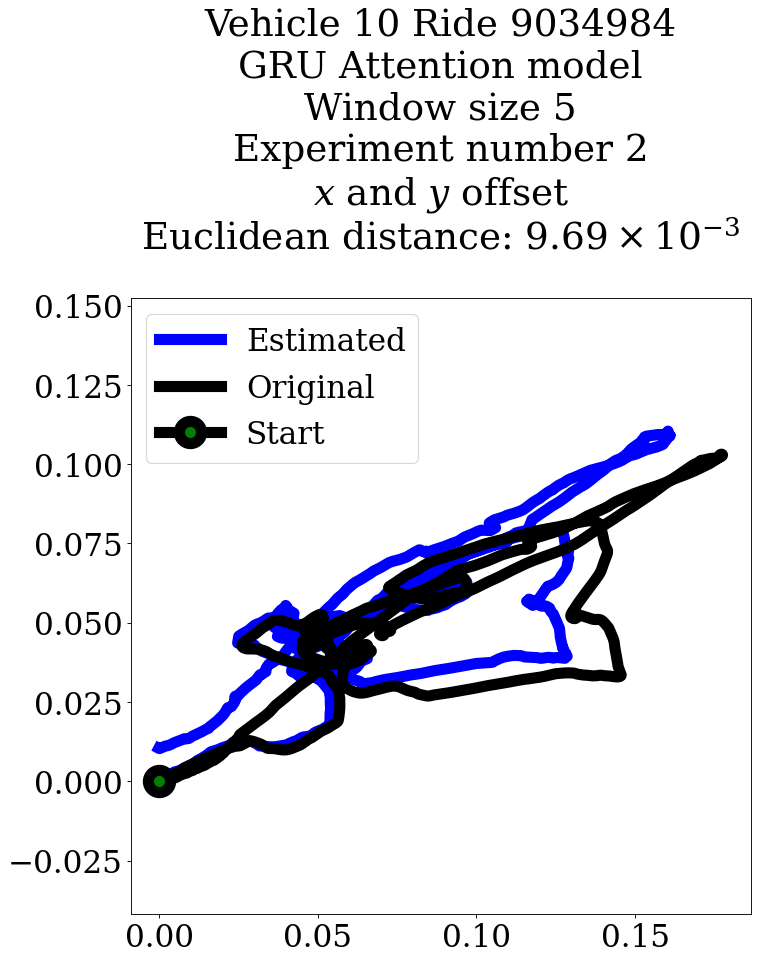 Vehicle 10 Ride 9034984
GRU Attention model
Window size 5
Experiment number 2
x and y offset
Euclidean distance: 9.69 × 10⁻³
0.150
Estimated
0.125
Original
Start
0.100
0.075
0.050
0.025
0.000
−0.025
0.00 0.05 0.10 0.15